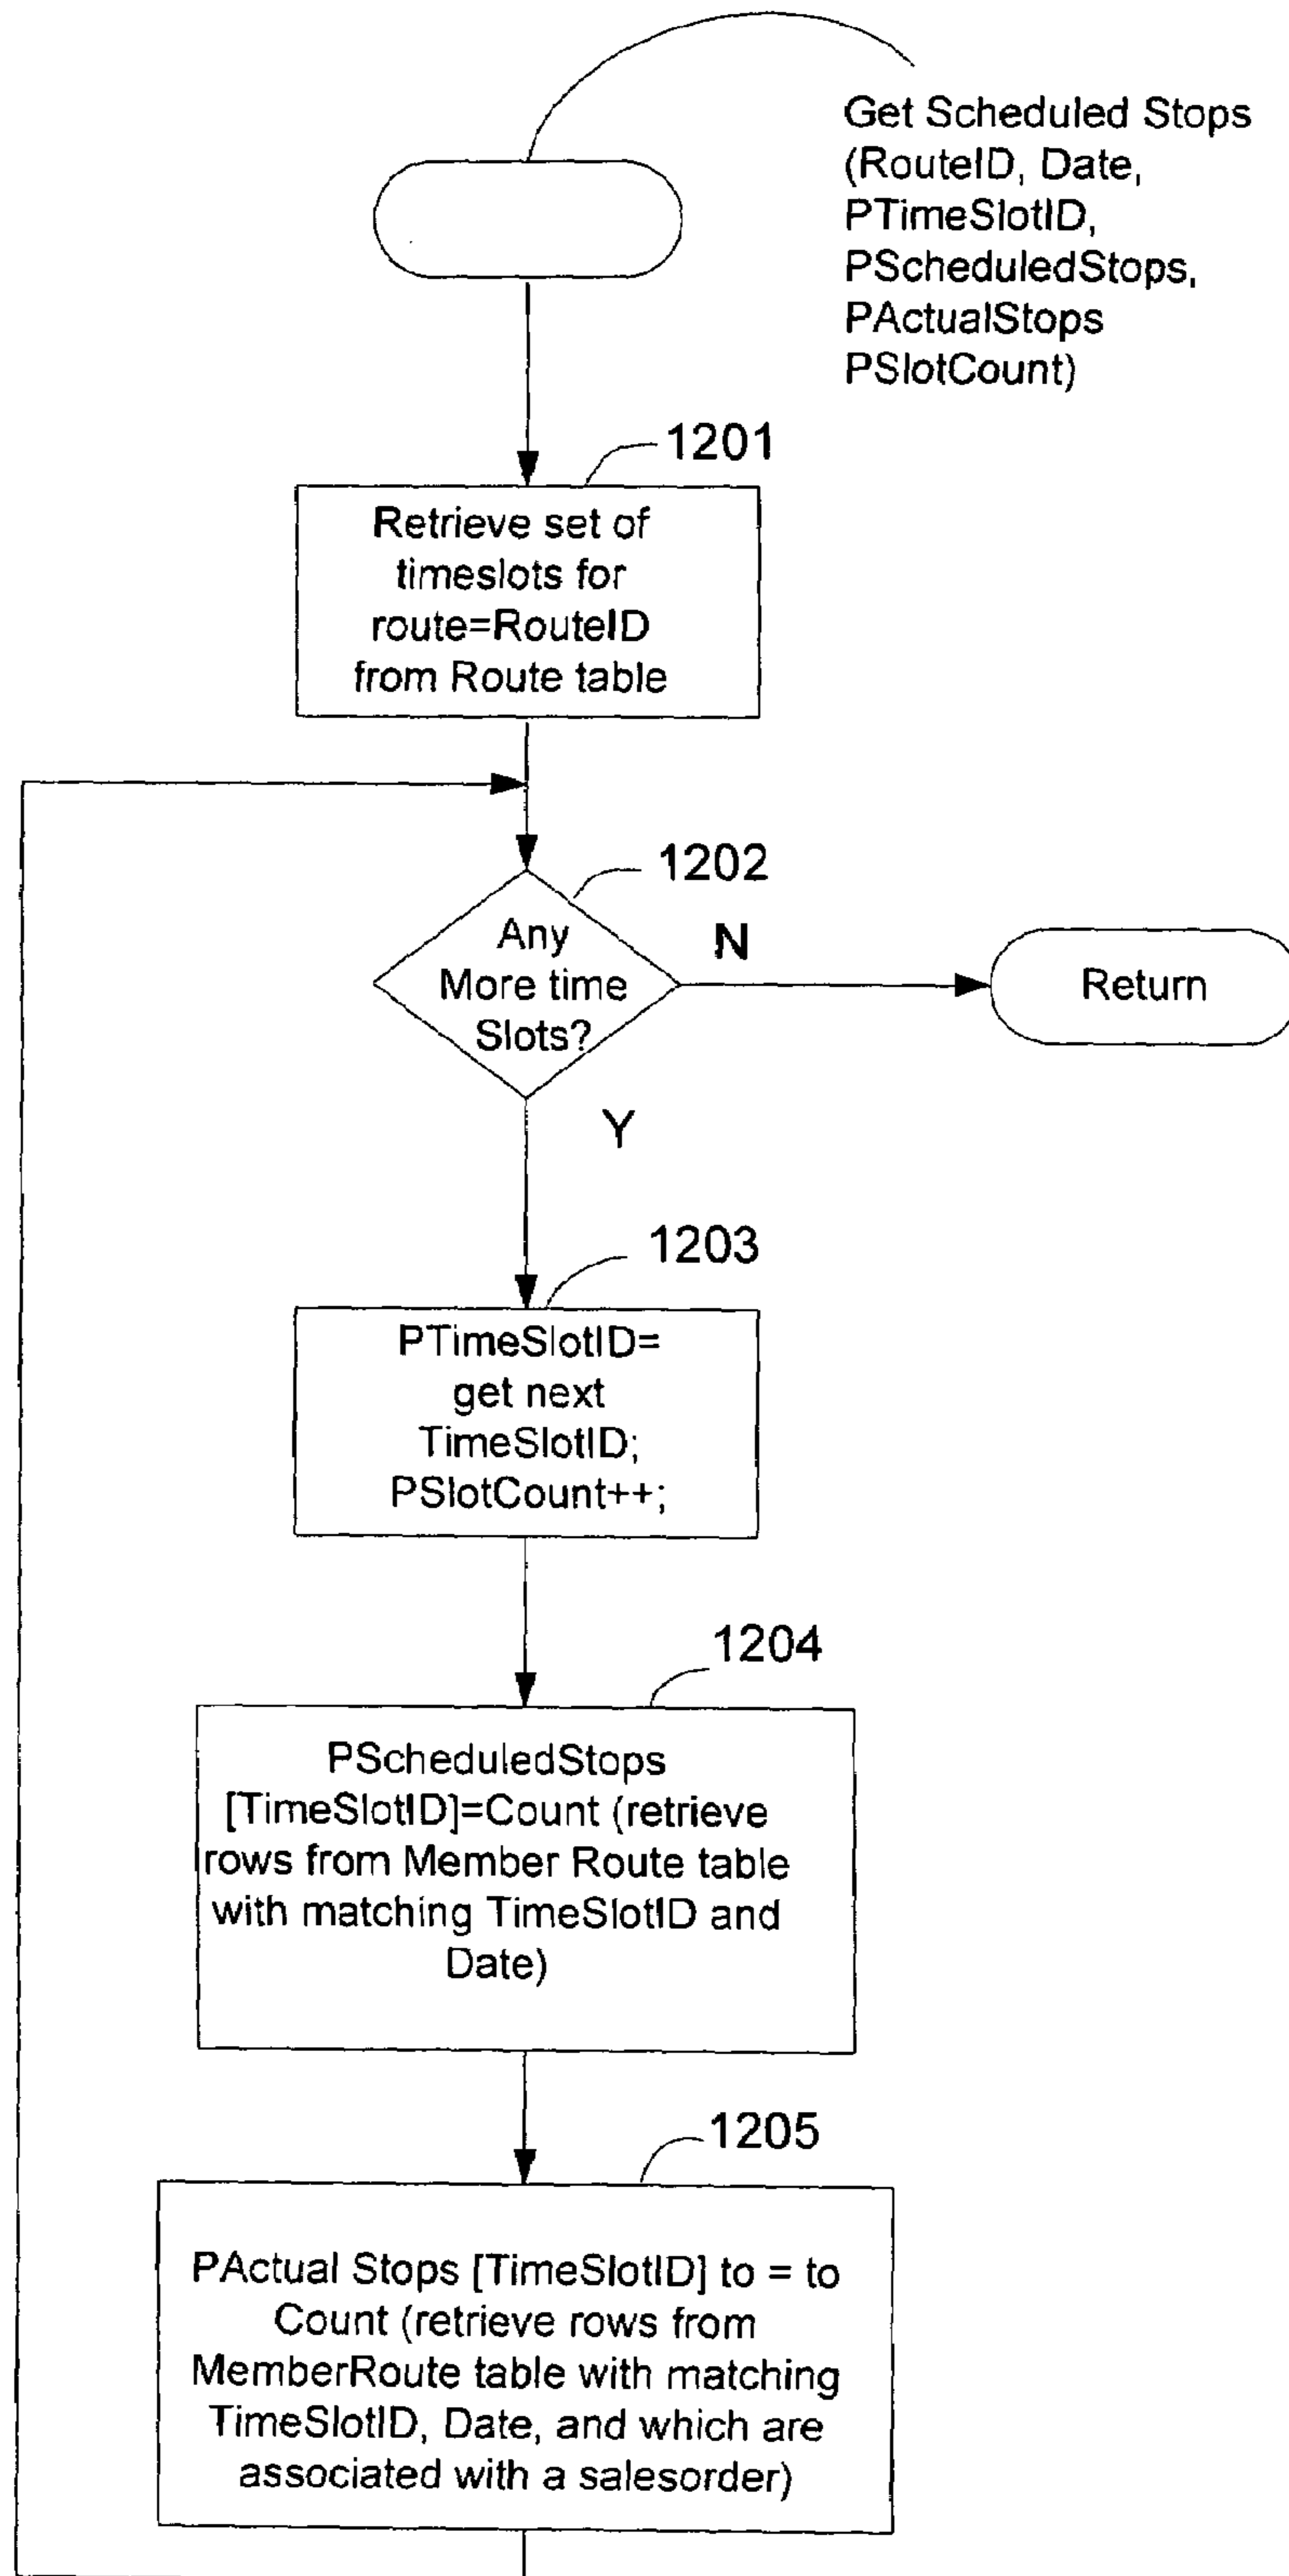 Get Scheduled Stops
(RouteID, Date,
PTimeSlotID,
PScheduledStops,
PActualStops
PSlotCount)
1201
Retrieve set of
timeslots for
route=RouteID
from Route table
1202
Any
More time
Slots?
N
Return
Y
1203
PTimeSlotID=
get next
TimeSlotID;
PSlotCount++;
1204
PScheduledStops
[TimeSlotID]=Count (retrieve
rows from Member Route table
with matching TimeSlotID and
Date)
1205
PActual Stops [TimeSlotID] to = to
Count (retrieve rows from
MemberRoute table with matching
TimeSlotID, Date, and which are
associated with a salesorder)